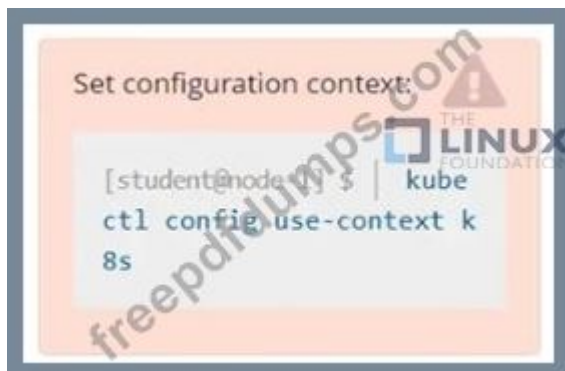 Set configuration context:
THE
LINUX
FOUNDATION
[student@node-1] $ | kube
ctl config use-context k
8s
freepdfdumps.com